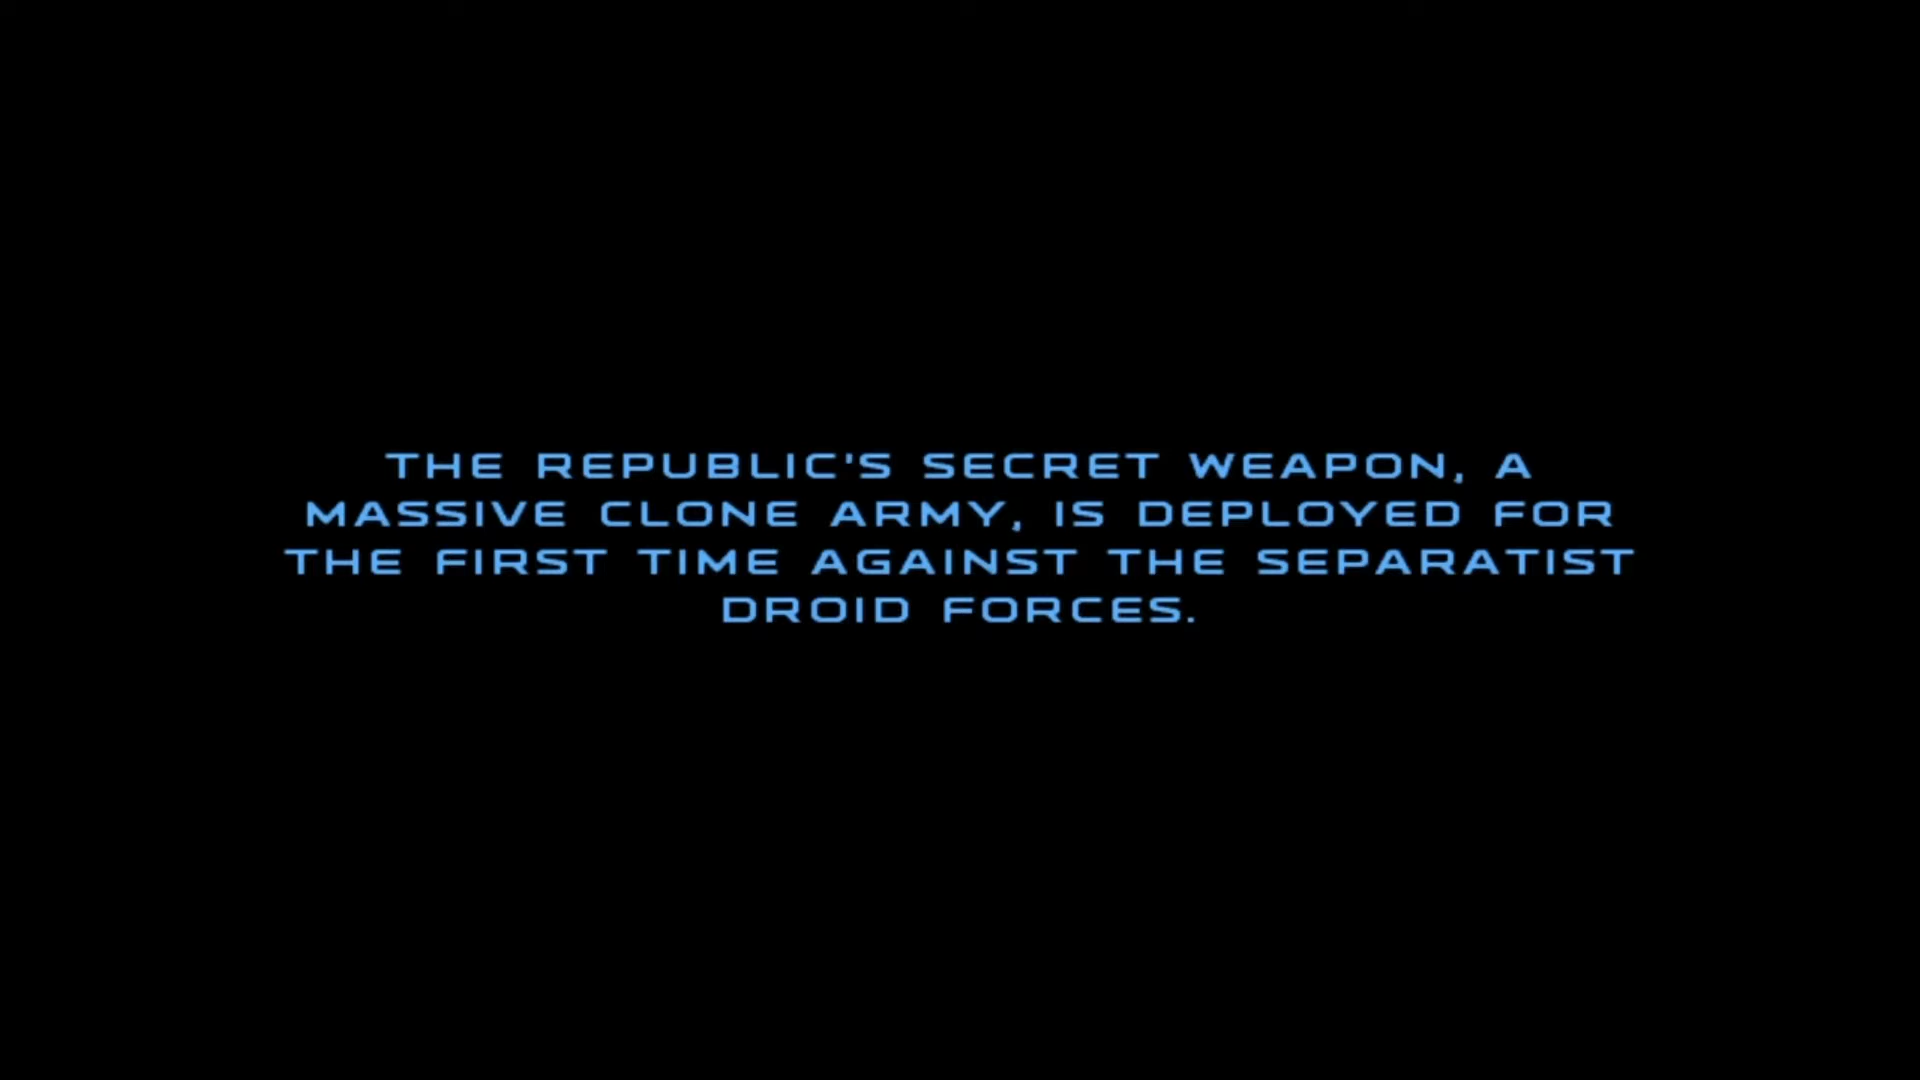 THE REPUBLIC'S SECRET WEAPON, A
MASSIVE CLONE ARMY, IS DEPLOYED FOR
THE FIRST TIME AGAINST THE SEPARATIST
DROID FORCES.